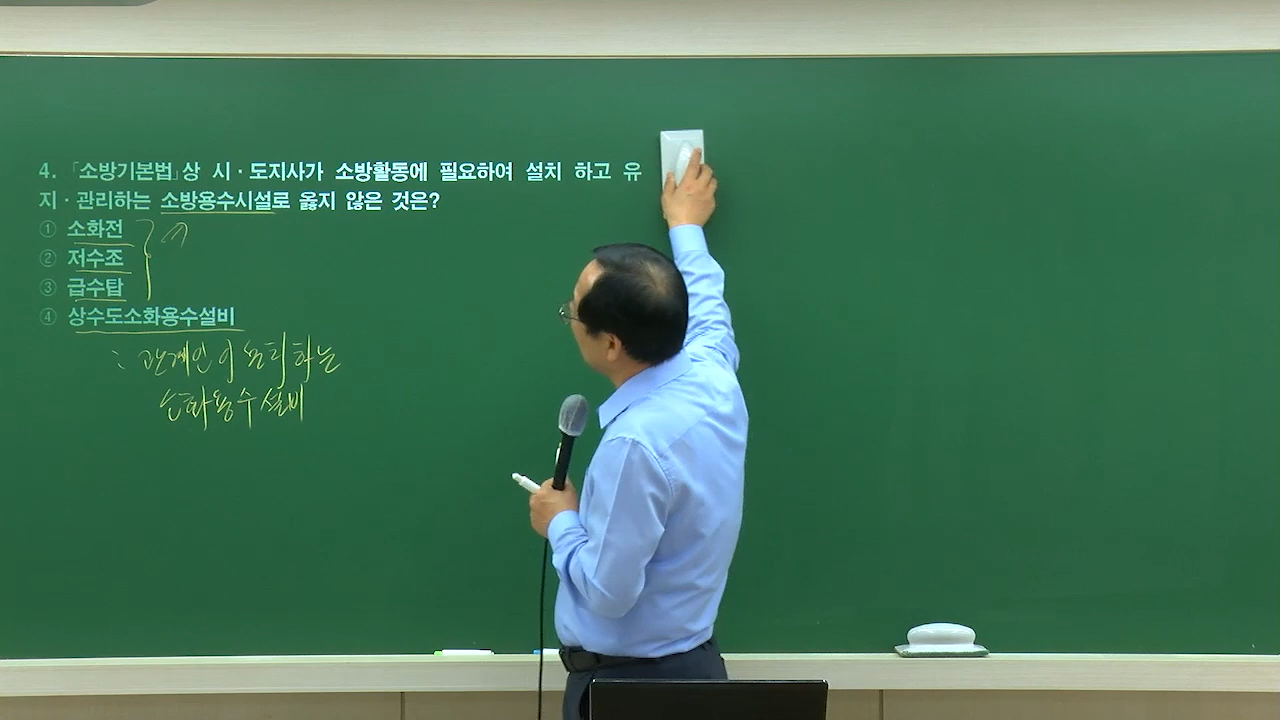 4. 「소방기본법」상 시·도지사가 소방활동에 필요하여 설치 하고 유
지·관리하는 소방용수시설로 옳지 않은 것은?
① 소화전
② 저수조
③ 급수탑
④ 상수도소화용수설비
∴ 관계인이 설치하는
소화용수설비